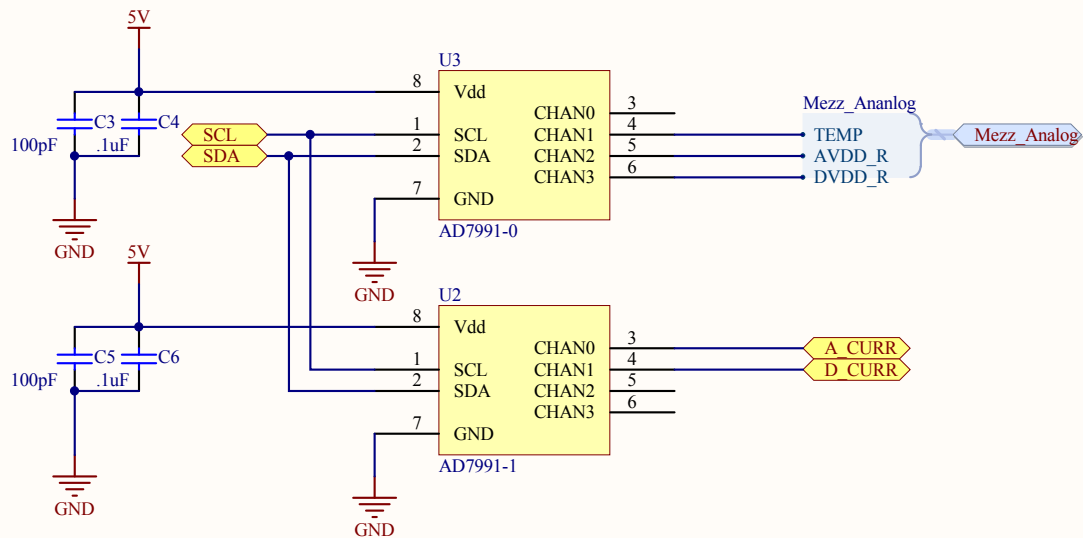 5V
C3
100pF
C4
.1uF
GND
SCL
SDA
U3
8
Vdd
1
SCL
2
SDA
7
GND
CHAN0
3
CHAN1
4
CHAN2
5
CHAN3
6
AD7991-0
GND
Mezz_Ananlog
TEMP
AVDD_R
DVDD_R
Mezz_Analog
5V
C5
100pF
C6
.1uF
GND
U2
8
Vdd
1
SCL
2
SDA
7
GND
CHAN0
3
CHAN1
4
CHAN2
5
CHAN3
6
AD7991-1
GND
A_CURR
D_CURR